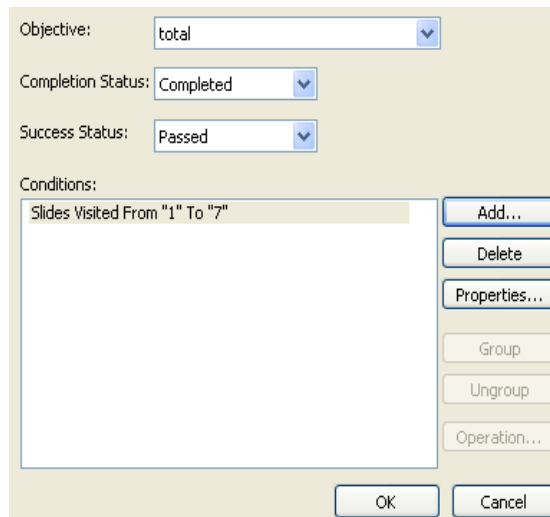 Objective: total
Completion Status: Completed
Success Status: Passed
Conditions:
Slides Visited From "1" To "7"
Add...
Delete
Properties...
Group
Ungroup
Operation...
OK Cancel